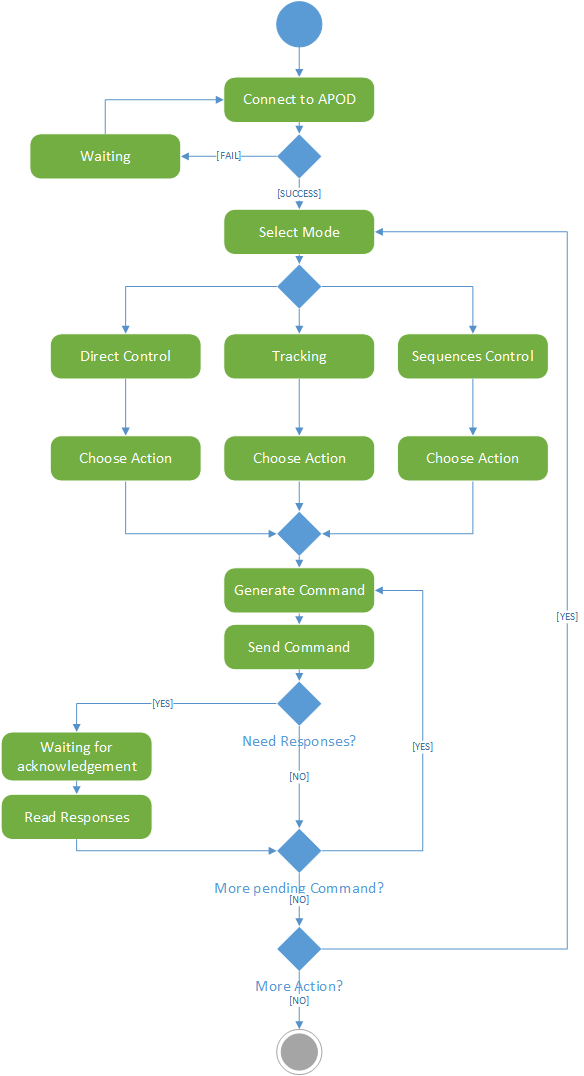 Connect to APOD
Waiting
[FAIL]
[SUCCESS]
Select Mode
Direct Control
Tracking
Sequences Control
Choose Action
Choose Action
Choose Action
Generate Command
[YES]
Send Command
[YES]
Need Responses?
Waiting for
acknowledgement
[YES]
[NO]
Read Responses
More pending Command?
[NO]
More Action?
[NO]